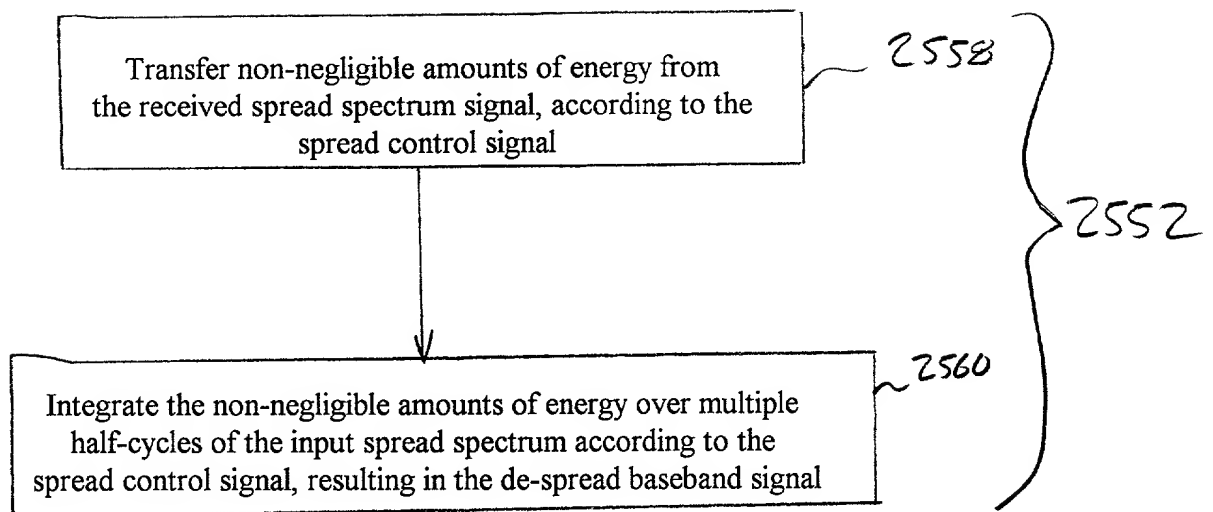 Transfer non-negligible amounts of energy from
the received spread spectrum signal, according to the
spread control signal
2558
2552
2560
Integrate the non-negligible amounts of energy over multiple
half-cycles of the input spread spectrum according to the
spread control signal, resulting in the de-spread baseband signal